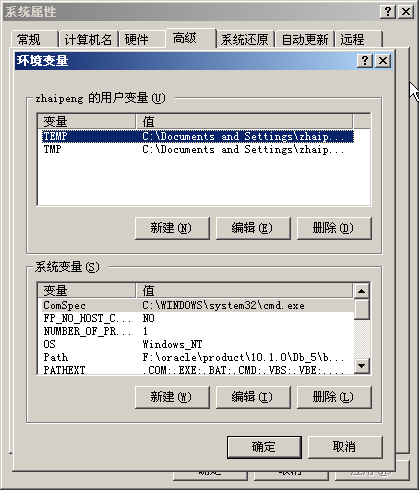 系统属性
常规 计算机名 硬件 高级 系统还原 自动更新 远程
环境变量
zhaipeng 的用户变量(U)
变量 值
TEMP C:\Documents and Settings\zhaip...
TMP C:\Documents and Settings\zhaip...
新建(N) 编辑(E) 删除(D)
系统变量(S)
变量 值
ComSpec C:\WINDOWS\system32\cmd.exe
FP_NO_HOST_C... NO
NUMBER_OF_PR... 1
OS Windows_NT
Path F:\oracle\product\10.1.0\Db_5\b...
PATHEXT .COM;.EXE;.BAT;.CMD;.VBS;.VBE;...
新建(W) 编辑(I) 删除(L)
确定 取消